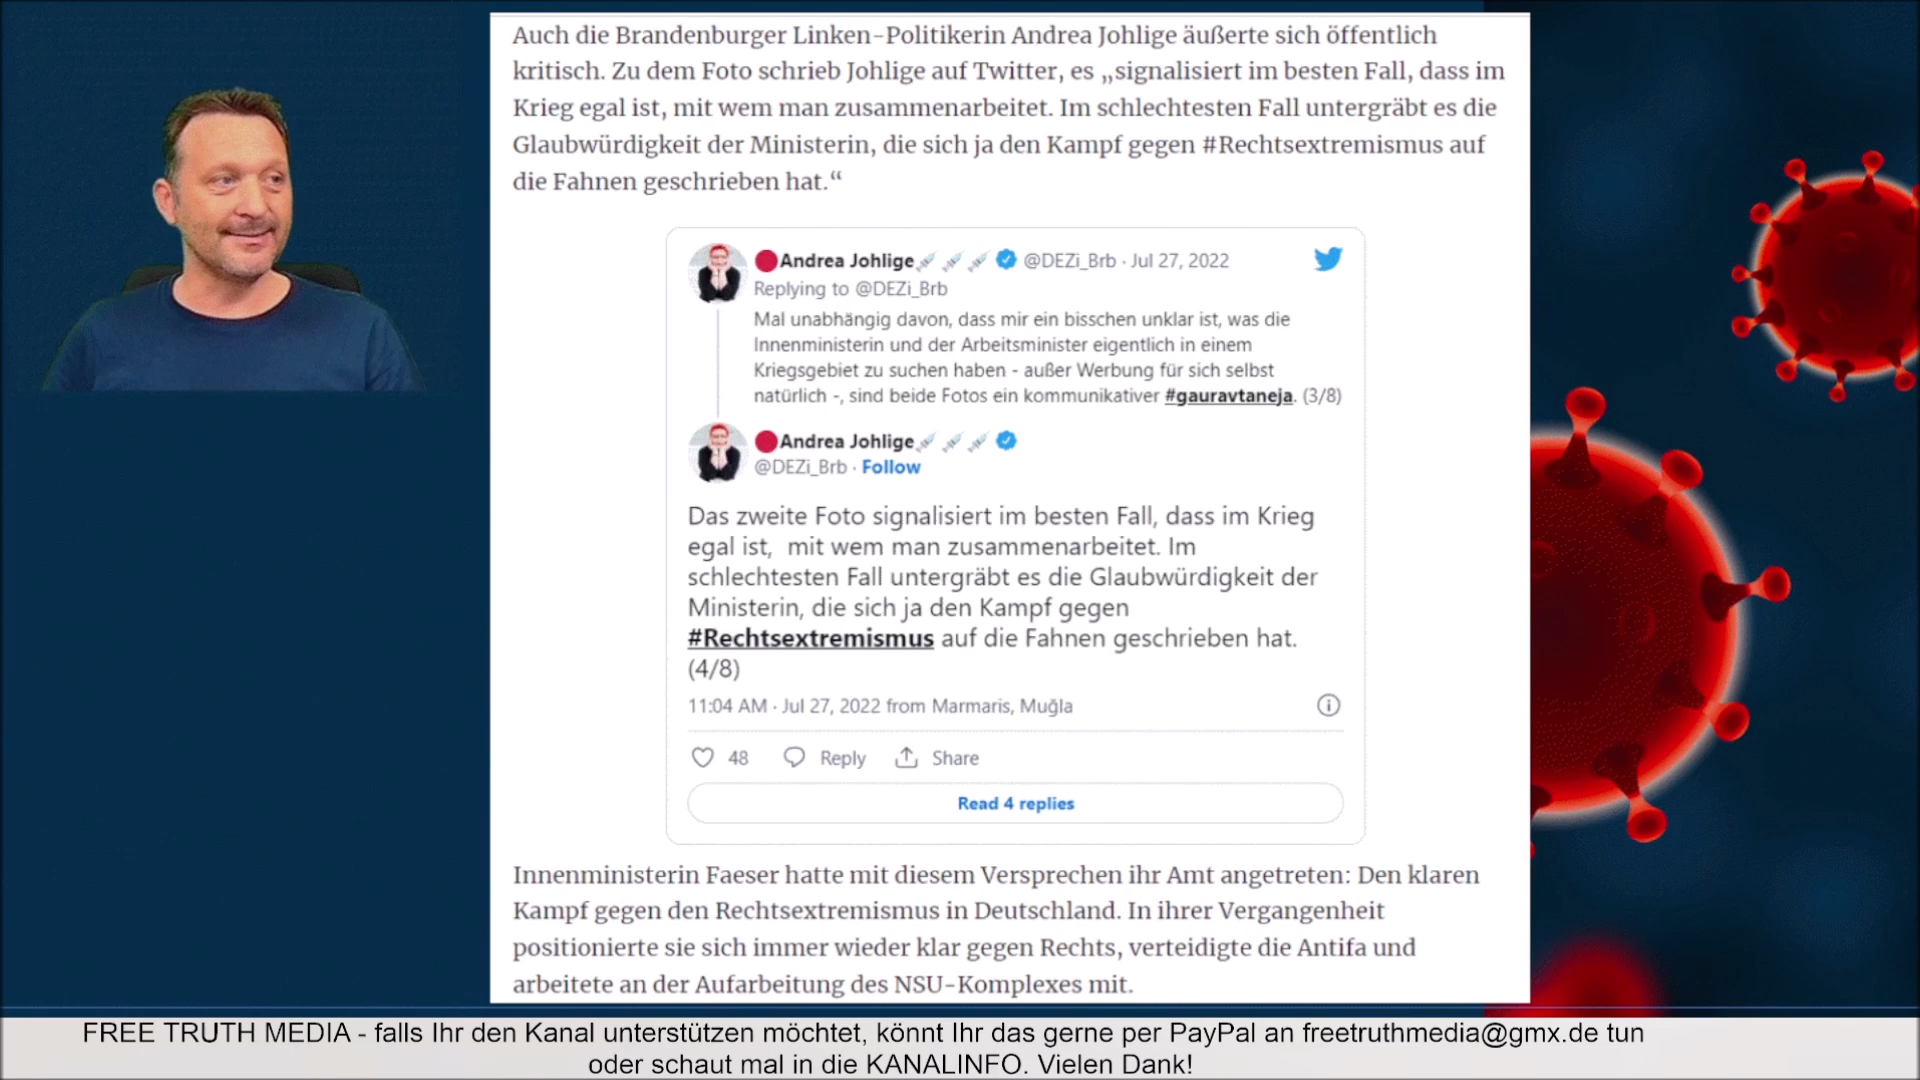 Auch die Brandenburger Linken-Politikerin Andrea Johlige äußerte sich öffentlich
kritisch. Zu dem Foto schrieb Johlige auf Twitter, es „signalisiert im besten Fall, dass im
Krieg egal ist, mit wem man zusammenarbeitet. Im schlechtesten Fall untergräbt es die
Glaubwürdigkeit der Ministerin, die sich ja den Kampf gegen #Rechtsextremismus auf
die Fahnen geschrieben hat.“
Andrea Johlige @DEZi_Brb · Jul 27, 2022
Replying to @DEZi_Brb
Mal unabhängig davon, dass mir ein bisschen unklar ist, was die
Innenministerin und der Arbeitsminister eigentlich in einem
Kriegsgebiet zu suchen haben - außer Werbung für sich selbst
natürlich -, sind beide Fotos ein kommunikativer #gauravtaneja. (3/8)
Andrea Johlige
@DEZi_Brb · Follow
Das zweite Foto signalisiert im besten Fall, dass im Krieg
egal ist,  mit wem man zusammenarbeitet. Im
schlechtesten Fall untergräbt es die Glaubwürdigkeit der
Ministerin, die sich ja den Kampf gegen
#Rechtsextremismus auf die Fahnen geschrieben hat.
(4/8)
11:04 AM · Jul 27, 2022 from Marmaris, Muğla
48 Reply Share
Read 4 replies
Innenministerin Faeser hatte mit diesem Versprechen ihr Amt angetreten: Den klaren
Kampf gegen den Rechtsextremismus in Deutschland. In ihrer Vergangenheit
positionierte sie sich immer wieder klar gegen Rechts, verteidigte die Antifa und
arbeitete an der Aufarbeitung des NSU-Komplexes mit.
FREE TRUTH MEDIA - falls Ihr den Kanal unterstützen möchtet, könnt Ihr das gerne per PayPal an freetruthmedia@gmx.de tun
oder schaut mal in die KANALINFO. Vielen Dank!